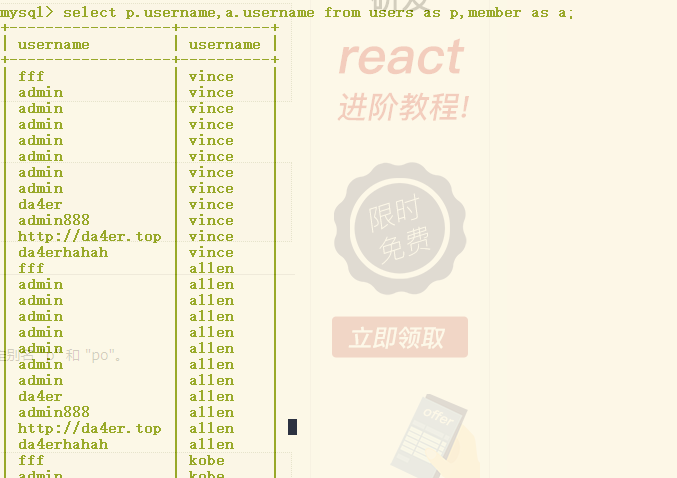 mysql> select p.username,a.username from users as p,member as a;
username | username
fff | vince
admin | vince
admin | vince
admin | vince
admin | vince
admin | vince
admin | vince
admin | vince
da4er | vince
admin888 | vince
http://da4er.top | vince
da4erhahah | vince
fff | allen
admin | allen
admin | allen
admin | allen
admin | allen
admin | allen
admin | allen
admin | allen
da4er | allen
admin888 | allen
http://da4er.top | allen
da4erhahah | allen
fff | kobe
admin | kobe
react
进阶教程!
限时
免费
立即领取
offer
别名 "p" 和 "po"。